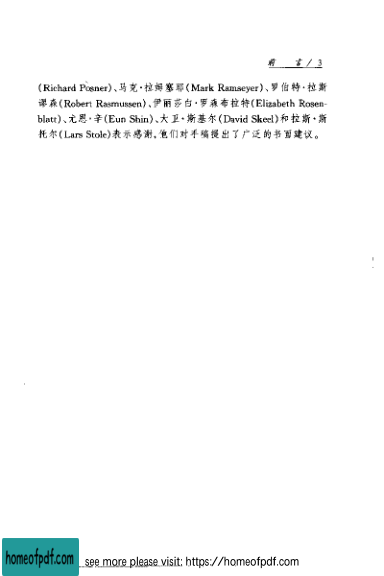 前 言 / 3
(Richard Posner)、马克·拉姆塞耶(Mark Ramseyer)、罗伯特·拉斯
谬森(Robert Rasmussen)、伊丽莎白·罗森布拉特(Elizabeth Rosen-
blatt)、尤恩·辛(Eun Shin)、大卫·斯基尔(David Skeel)和拉斯·斯
托尔(Lars Stole)表示感谢,他们对手稿提出了广泛的书面建议。
homeofpdf.com
see more please visit: https://homeofpdf.com